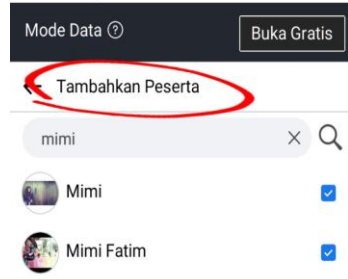 Mode Data ?
Buka Gratis
Tambahkan Peserta
mimi
Mimi
Mimi Fatim